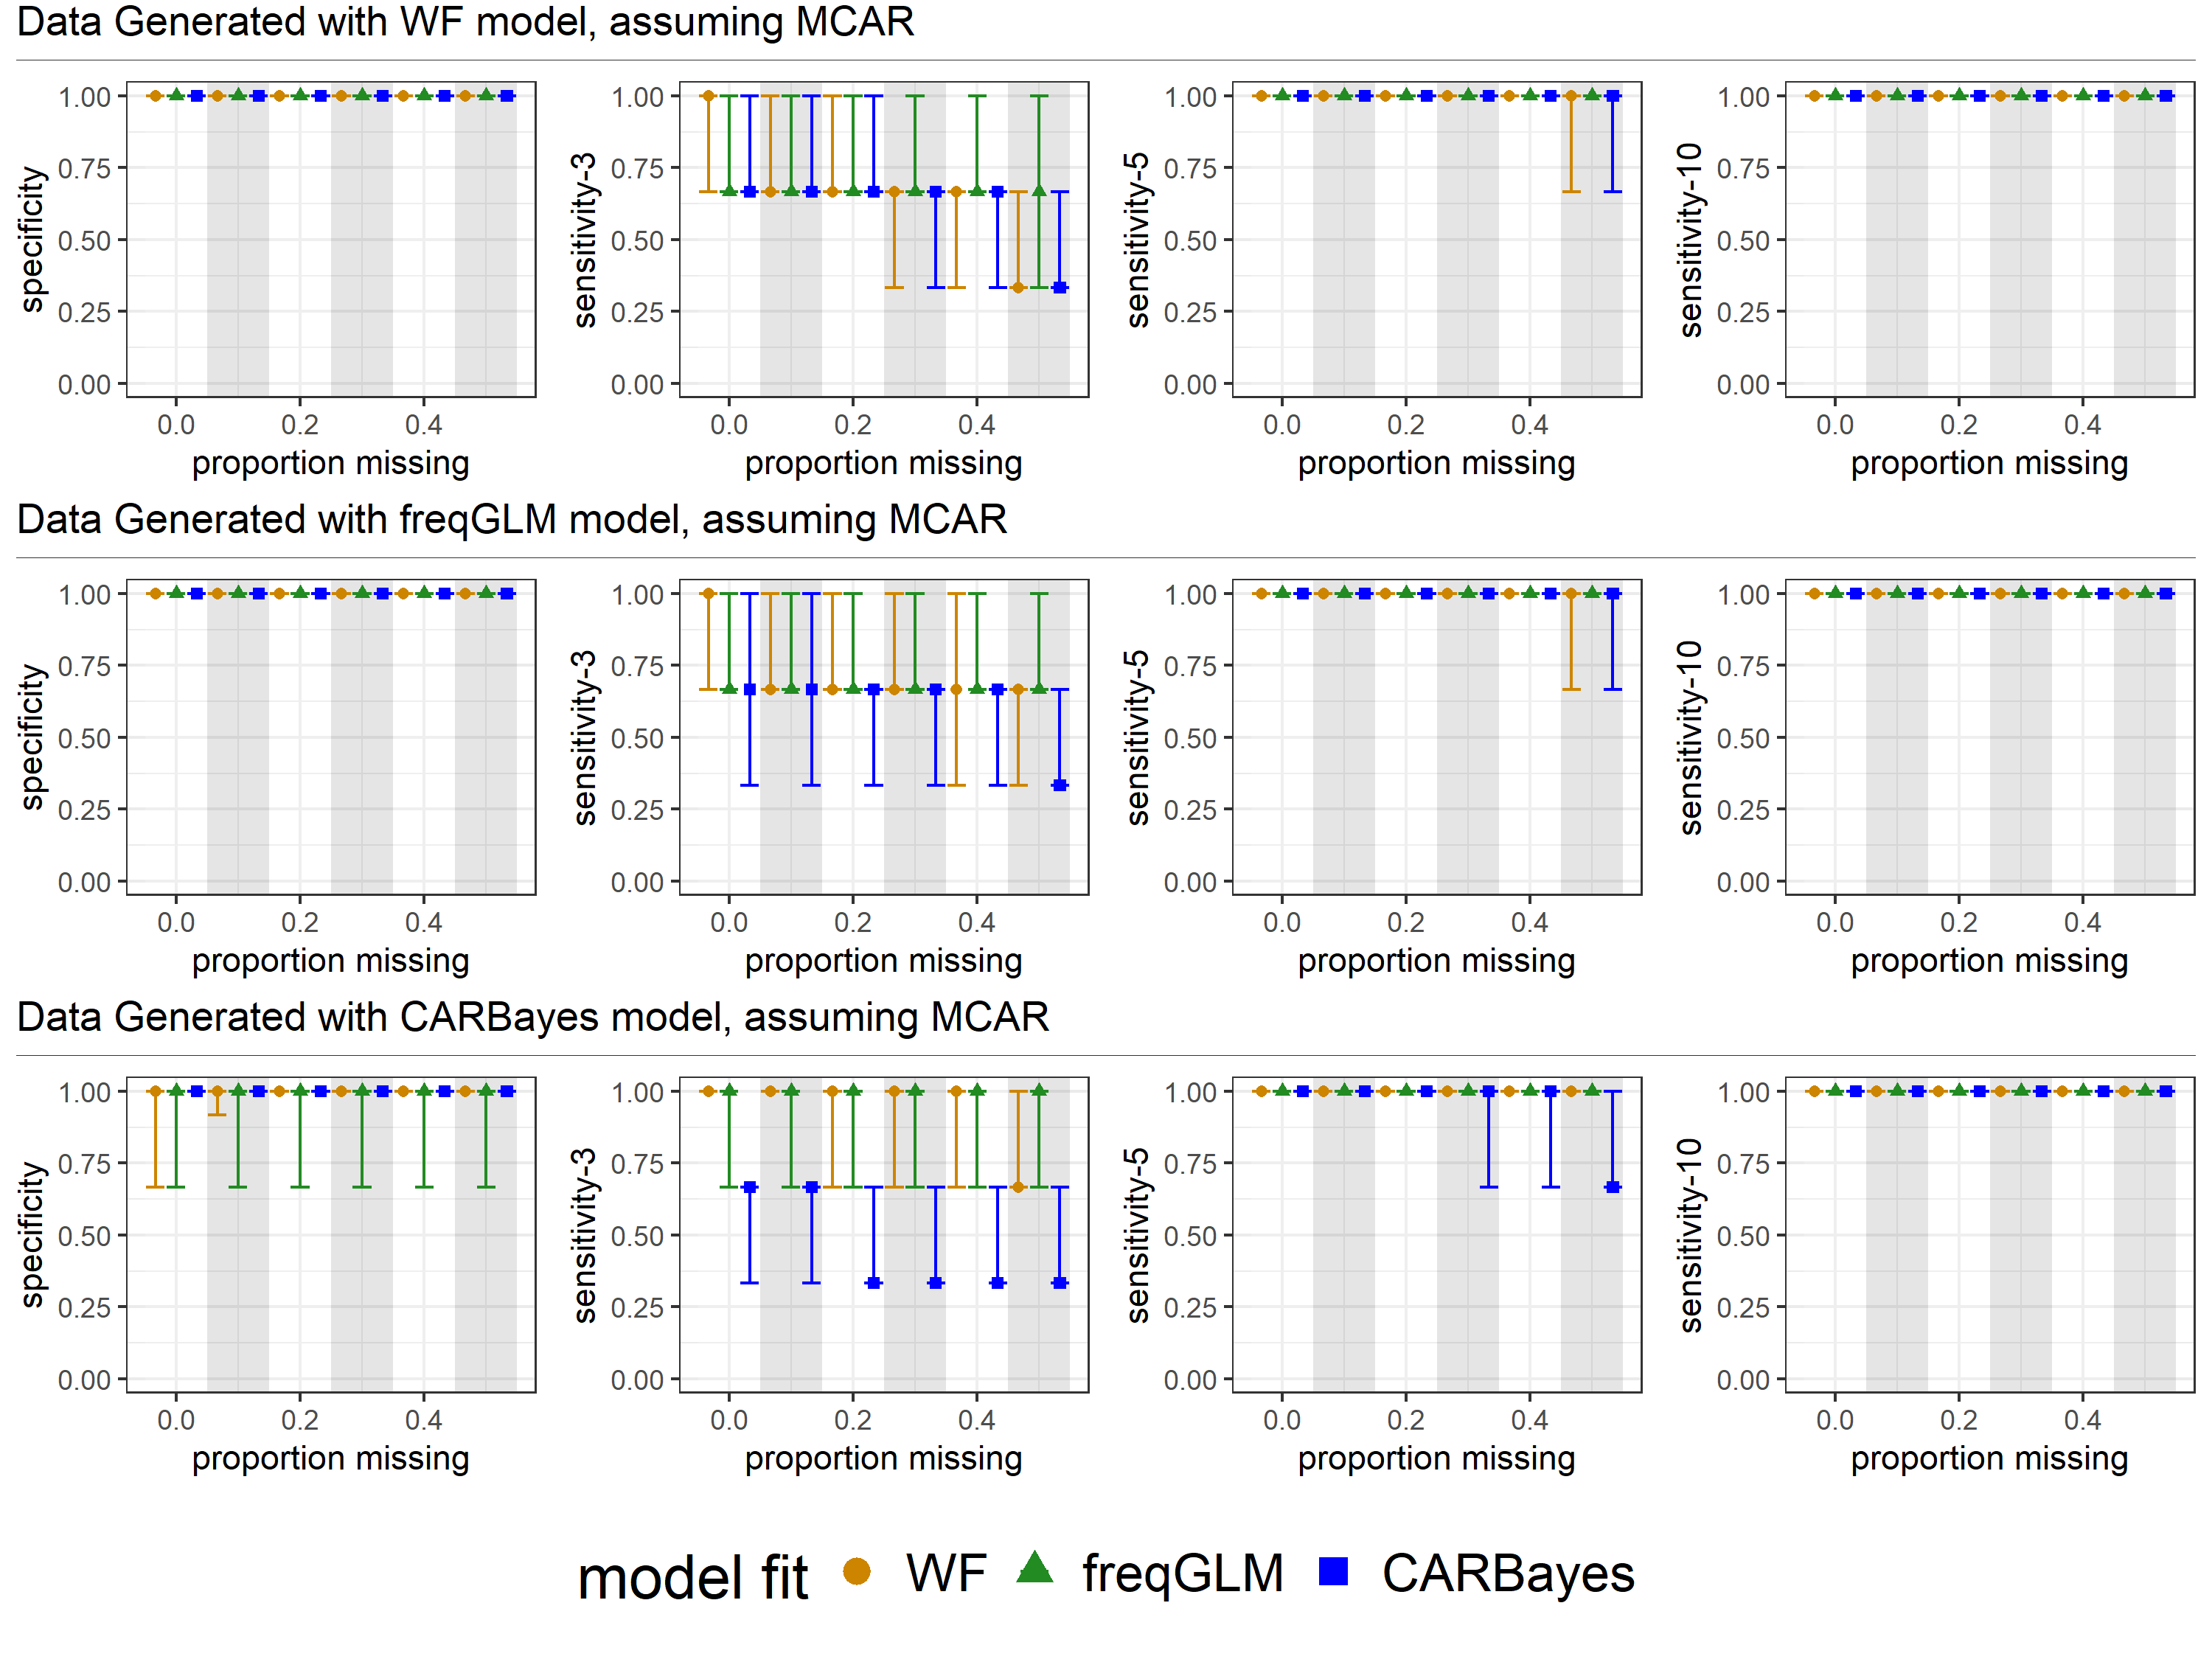 Data Generated with WF model, assuming MCAR
specificity
1.00
0.75
0.50
0.25
0.00
0.0 0.2 0.4
proportion missing
sensitivity-3
1.00
0.75
0.50
0.25
0.00
0.0 0.2 0.4
proportion missing
sensitivity-5
1.00
0.75
0.50
0.25
0.00
0.0 0.2 0.4
proportion missing
sensitivity-10
1.00
0.75
0.50
0.25
0.00
0.0 0.2 0.4
proportion missing
Data Generated with freqGLM model, assuming MCAR
specificity
1.00
0.75
0.50
0.25
0.00
0.0 0.2 0.4
proportion missing
sensitivity-3
1.00
0.75
0.50
0.25
0.00
0.0 0.2 0.4
proportion missing
sensitivity-5
1.00
0.75
0.50
0.25
0.00
0.0 0.2 0.4
proportion missing
sensitivity-10
1.00
0.75
0.50
0.25
0.00
0.0 0.2 0.4
proportion missing
Data Generated with CARBayes model, assuming MCAR
specificity
1.00
0.75
0.50
0.25
0.00
0.0 0.2 0.4
proportion missing
sensitivity-3
1.00
0.75
0.50
0.25
0.00
0.0 0.2 0.4
proportion missing
sensitivity-5
1.00
0.75
0.50
0.25
0.00
0.0 0.2 0.4
proportion missing
sensitivity-10
1.00
0.75
0.50
0.25
0.00
0.0 0.2 0.4
proportion missing
model fit WF freqGLM CARBayes